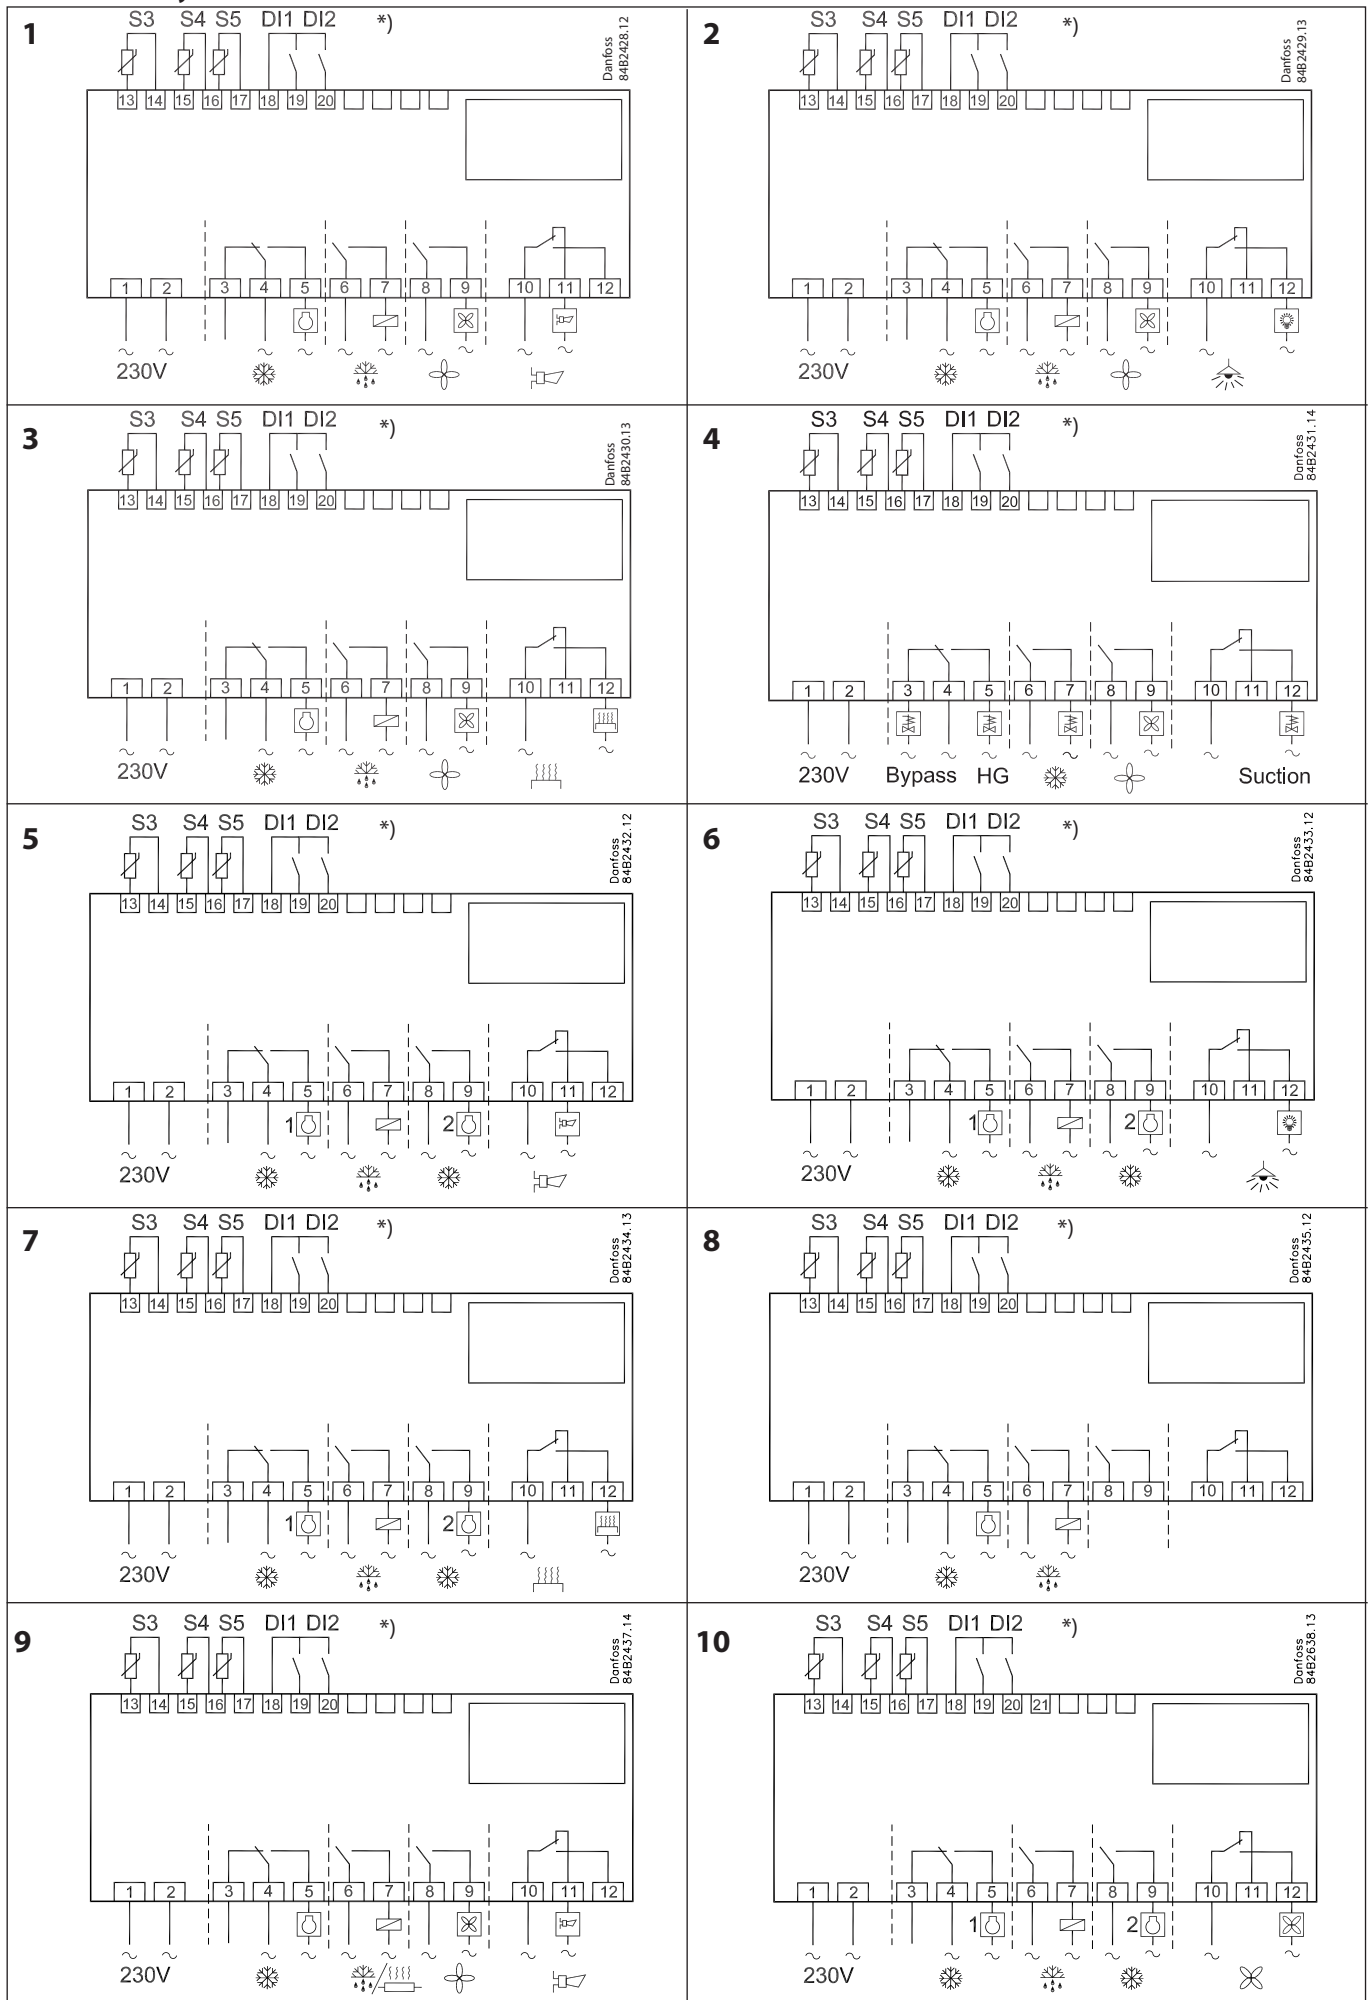 1
S3 S4 S5 DI1 DI2 *)
Danfoss
84B2428.12
13 14 15 16 17 18 19 20
1 2 3 4 5 6 7 8 9 10 11 12
230V
2
S3 S4 S5 DI1 DI2 *)
Danfoss
84B2429.13
13 14 15 16 17 18 19 20
1 2 3 4 5 6 7 8 9 10 11 12
230V
3
S3 S4 S5 DI1 DI2 *)
Danfoss
84B2430.13
13 14 15 16 17 18 19 20
1 2 3 4 5 6 7 8 9 10 11 12
230V
4
S3 S4 S5 DI1 DI2 *)
Danfoss
84B2431.14
13 14 15 16 17 18 19 20
1 2 3 4 5 6 7 8 9 10 11 12
230V Bypass HG Suction
5
S3 S4 S5 DI1 DI2 *)
Danfoss
84B2432.12
13 14 15 16 17 18 19 20
1 2 3 4 5 6 7 8 9 10 11 12
1 2
230V
6
S3 S4 S5 DI1 DI2 *)
Danfoss
84B2433.12
13 14 15 16 17 18 19 20
1 2 3 4 5 6 7 8 9 10 11 12
1 2
230V
7
S3 S4 S5 DI1 DI2 *)
Danfoss
84B2434.13
13 14 15 16 17 18 19 20
1 2 3 4 5 6 7 8 9 10 11 12
1 2
230V
8
S3 S4 S5 DI1 DI2 *)
Danfoss
84B2435.12
13 14 15 16 17 18 19 20
1 2 3 4 5 6 7 8 9 10 11 12
230V
9
S3 S4 S5 DI1 DI2 *)
Danfoss
84B2437.14
13 14 15 16 17 18 19 20
1 2 3 4 5 6 7 8 9 10 11 12
230V
10
S3 S4 S5 DI1 DI2 *)
Danfoss
84B2638.13
13 14 15 16 17 18 19 20 21
1 2 3 4 5 6 7 8 9 10 11 12
1 2
230V